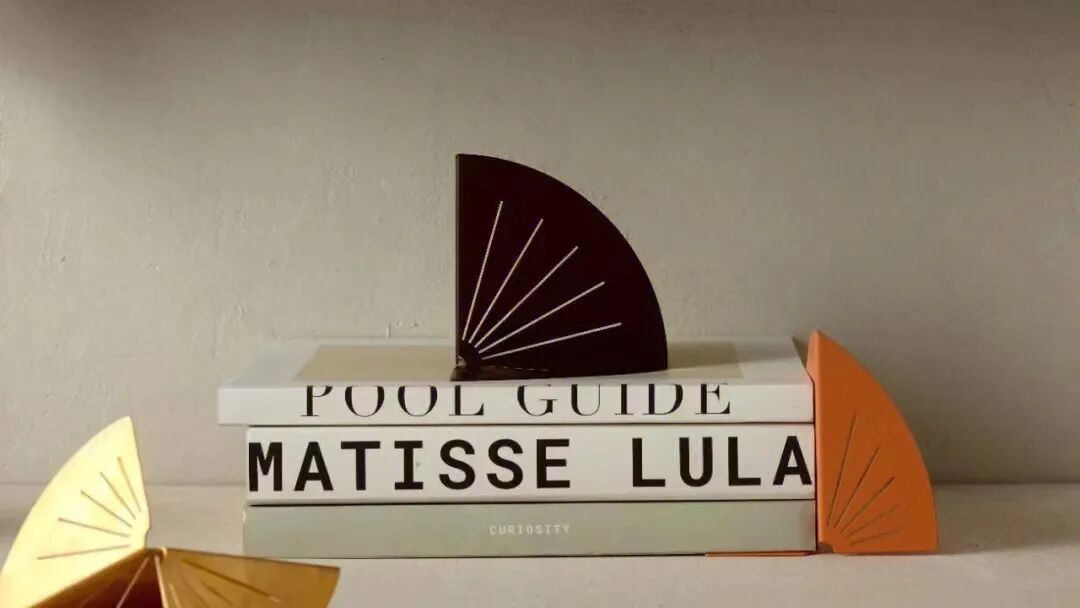 POOL GUIDE
MATISSE LULA
CURIOSITY